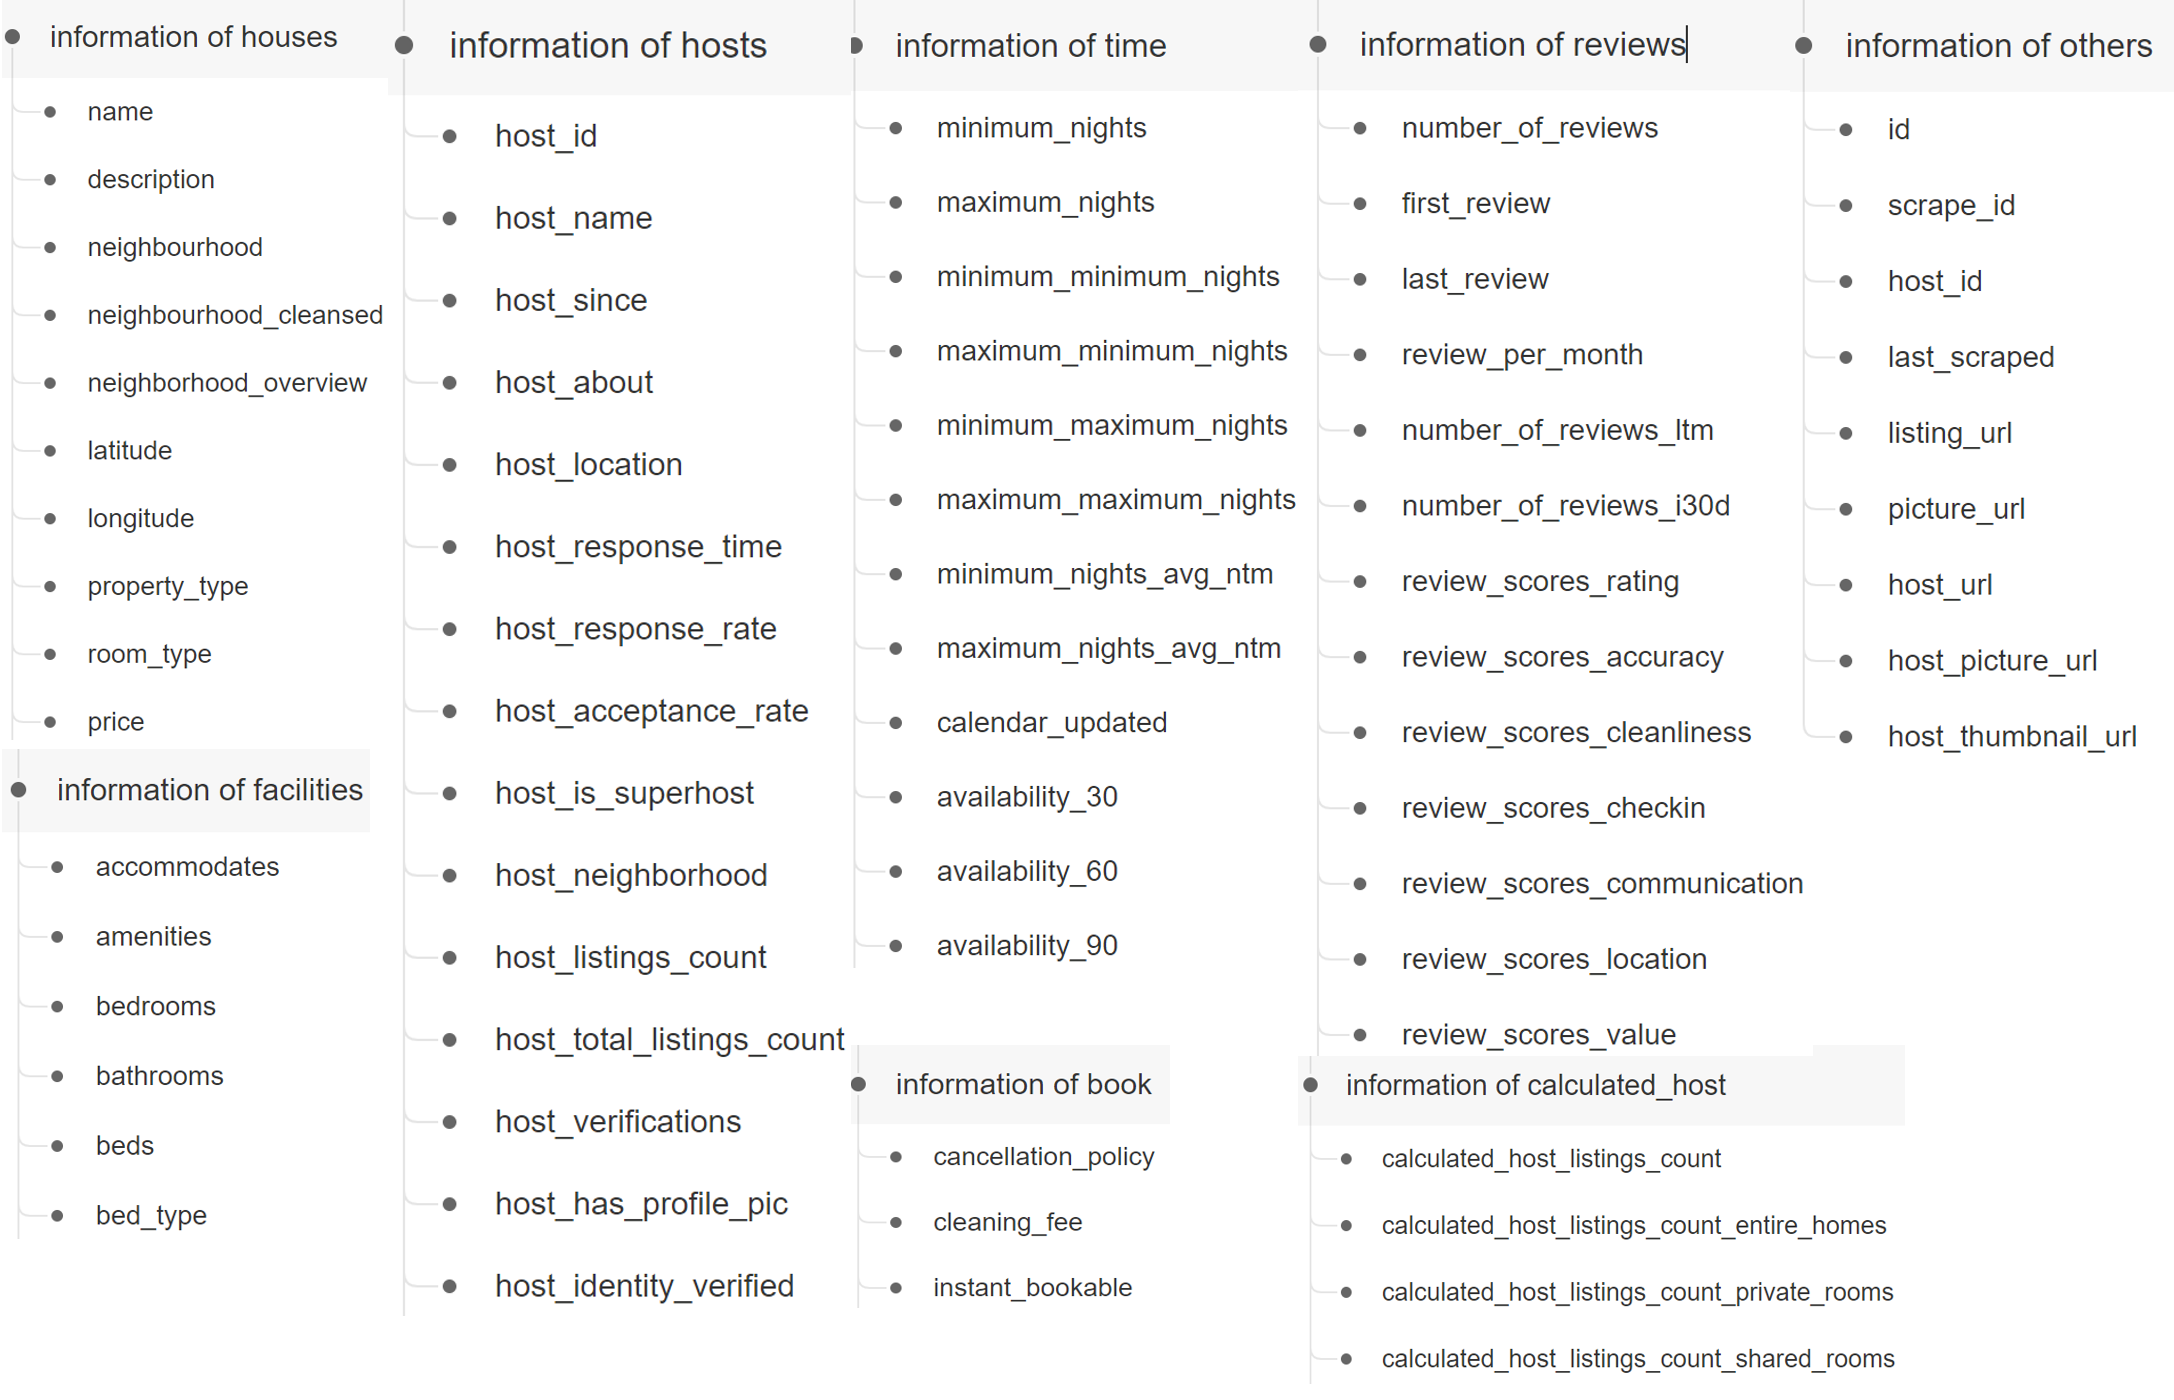 information of houses
name
description
neighbourhood
neighbourhood_cleansed
neighborhood_overview
latitude
longitude
property_type
room_type
price
information of facilities
accommodates
amenities
bedrooms
bathrooms
beds
bed_type
information of hosts
host_id
host_name
host_since
host_about
host_location
host_response_time
host_response_rate
host_acceptance_rate
host_is_superhost
host_neighborhood
host_listings_count
host_total_listings_count
host_verifications
host_has_profile_pic
host_identity_verified
information of time
minimum_nights
maximum_nights
minimum_minimum_nights
maximum_minimum_nights
minimum_maximum_nights
maximum_maximum_nights
minimum_nights_avg_ntm
maximum_nights_avg_ntm
calendar_updated
availability_30
availability_60
availability_90
information of book
cancellation_policy
cleaning_fee
instant_bookable
information of reviews
number_of_reviews
first_review
last_review
review_per_month
number_of_reviews_ltm
number_of_reviews_i30d
review_scores_rating
review_scores_accuracy
review_scores_cleanliness
review_scores_checkin
review_scores_communication
review_scores_location
review_scores_value
information of calculated_host
calculated_host_listings_count
calculated_host_listings_count_entire_homes
calculated_host_listings_count_private_rooms
calculated_host_listings_count_shared_rooms
information of others
id
scrape_id
host_id
last_scraped
listing_url
picture_url
host_url
host_picture_url
host_thumbnail_url